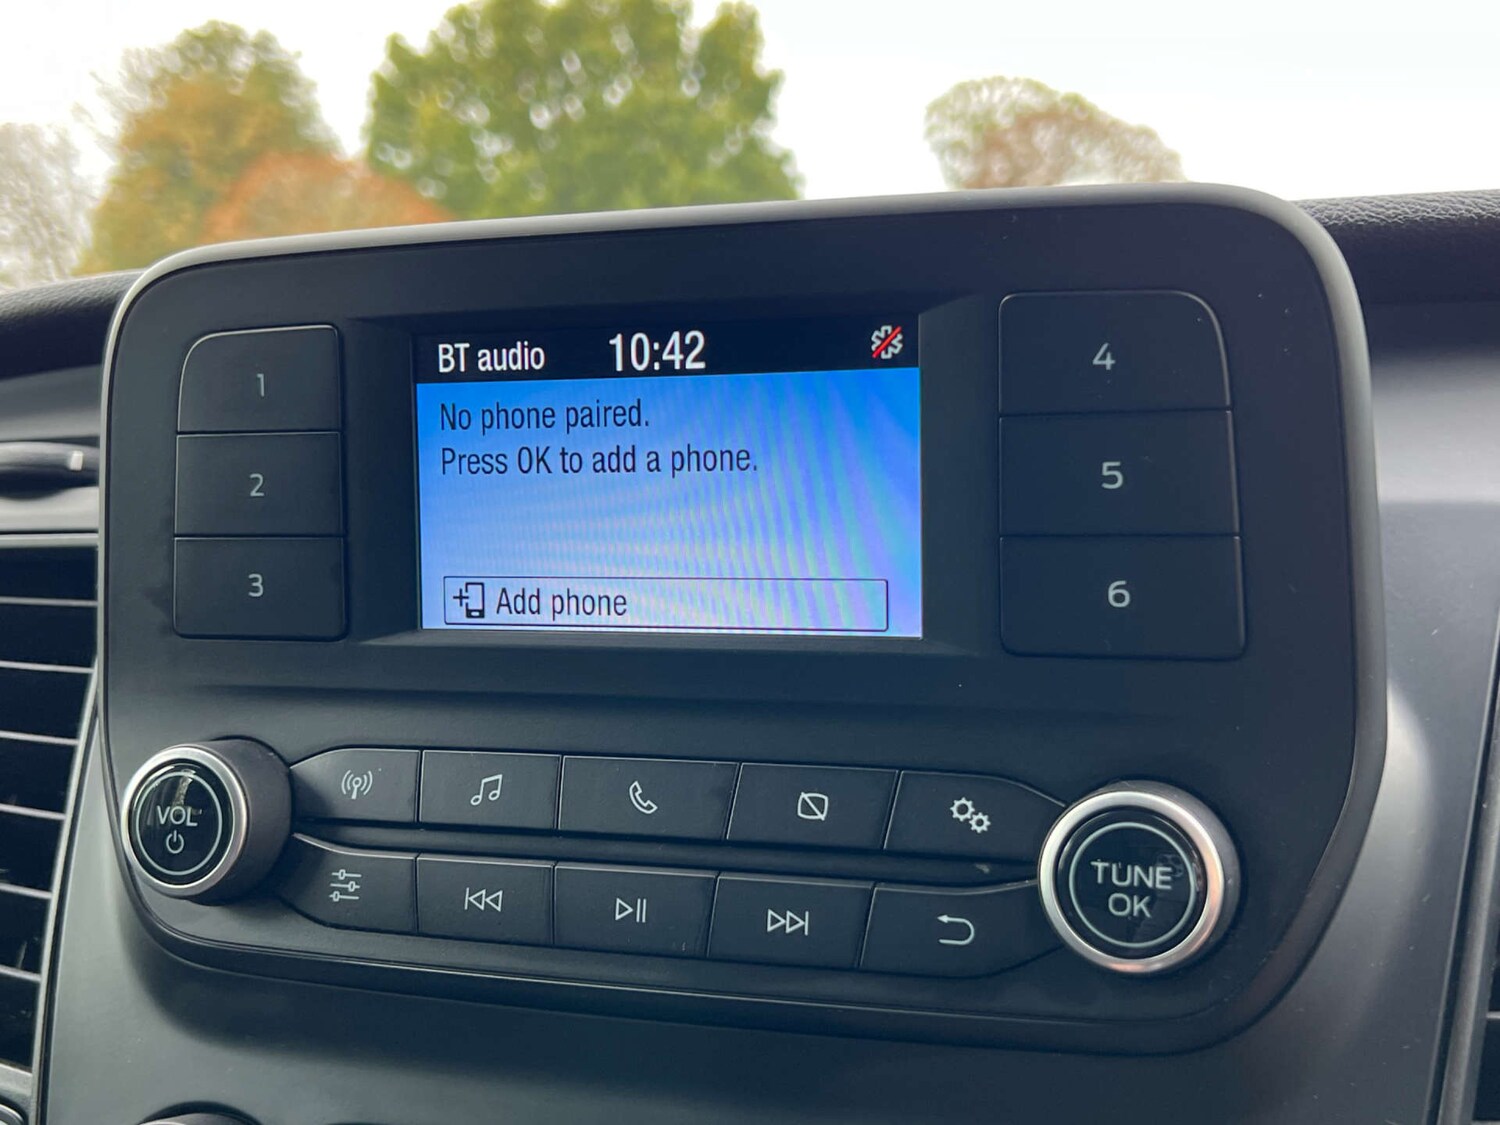 BT audio 10:42
No phone paired.
Press OK to add a phone.
Add phone
1
2
3
4
5
6
VOL
TUNE
OK